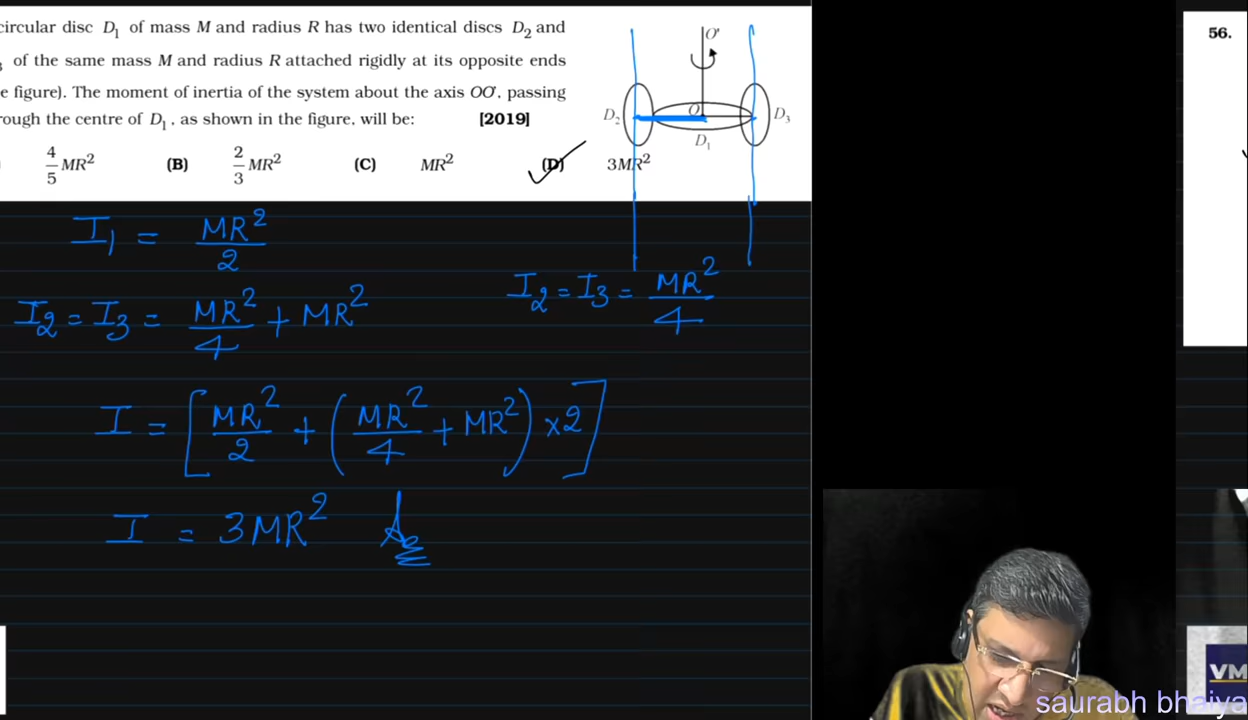 circular disc D₁ of mass M and radius R has two identical discs D₂ and
₃ of the same mass M and radius R attached rigidly at its opposite ends
e figure). The moment of inertia of the system about the axis OO', passing
rough the centre of D₁, as shown in the figure, will be: [2019]
4/5 MR² (B) 2/3 MR² (C) MR² (D) 3MR²
O'
D₂ O D₃
D₁
56.
I₁ = MR²/2
I₂ = I₃ = MR²/4
I₂ = I₃ = MR²/4 + MR²
I = [MR²/2 + (MR²/4 + MR²) ×2]
I = 3MR²
VM
saurabh bhaiya